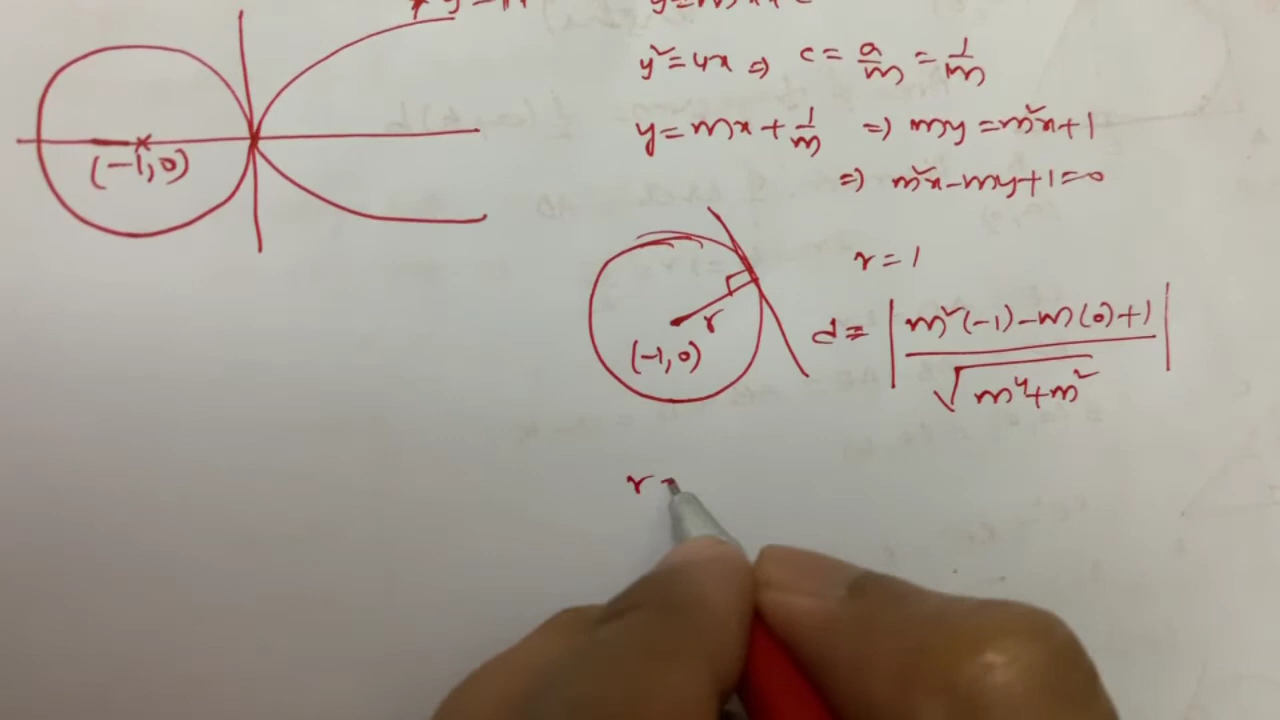 y² = 4x ⇒ c = a/m = 1/m
y = mx + 1/m ⇒ my = m²x + 1
⇒ m²x - my + 1 = 0
(-1, 0)
r = 1
r
(-1, 0)
d = | m²(-1) - m(0) + 1 / √m⁴ + m² |
r